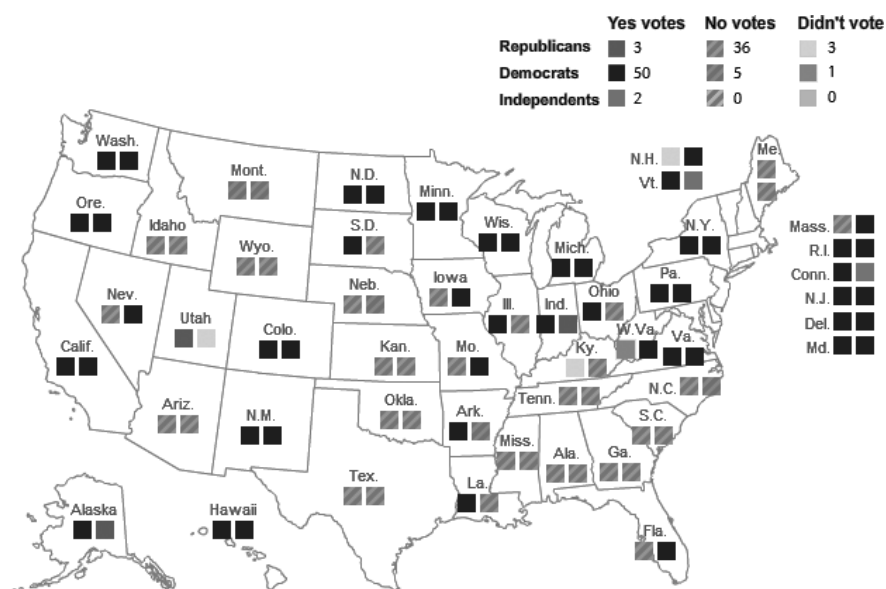 Yes votes No votes Didn't vote
Republicans 3 36 3
Democrats 50 5 1
Independents 2 0 0
Wash.
Mont.
N.D.
Minn.
N.H.
Me.
Vt.
Ore.
Idaho
S.D.
Wis.
Mich.
N.Y.
Mass.
R.I.
Wyo.
Conn.
Nev.
Neb.
Iowa
Pa.
N.J.
Utah
Ill.
Ind.
Ohio
Del.
Calif.
Colo.
Kan.
Mo.
Ky.
W.Va.
Va.
Md.
Ariz.
N.M.
Okla.
Ark.
Tenn.
N.C.
S.C.
Tex.
Miss.
Ala.
Ga.
La.
Alaska
Hawaii
Fla.